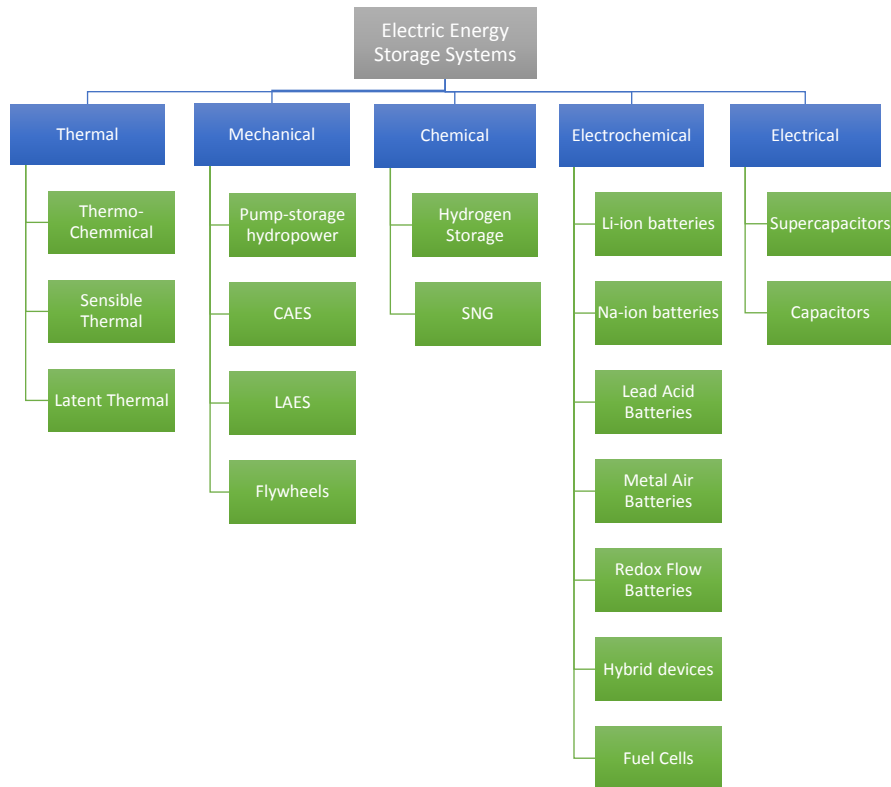 Electric Energy
Storage Systems
Thermal
Mechanical
Chemical
Electrochemical
Electrical
Thermo-
Chemmical
Sensible
Thermal
Latent Thermal
Pump-storage
hydropower
CAES
LAES
Flywheels
Hydrogen
Storage
SNG
Li-ion batteries
Na-ion batteries
Lead Acid
Batteries
Metal Air
Batteries
Redox Flow
Batteries
Hybrid devices
Fuel Cells
Supercapacitors
Capacitors